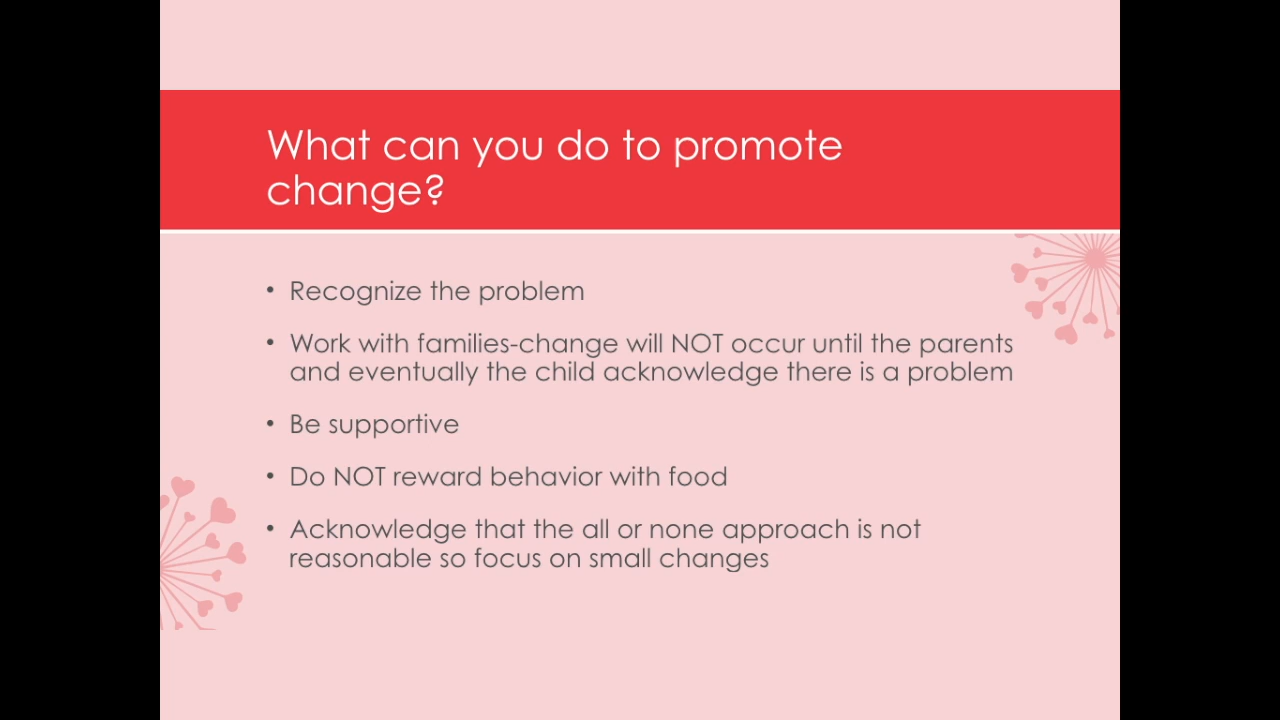 What can you do to promote
change?
• Recognize the problem
• Work with families-change will NOT occur until the parents
and eventually the child acknowledge there is a problem
• Be supportive
• Do NOT reward behavior with food
• Acknowledge that the all or none approach is not
reasonable so focus on small changes